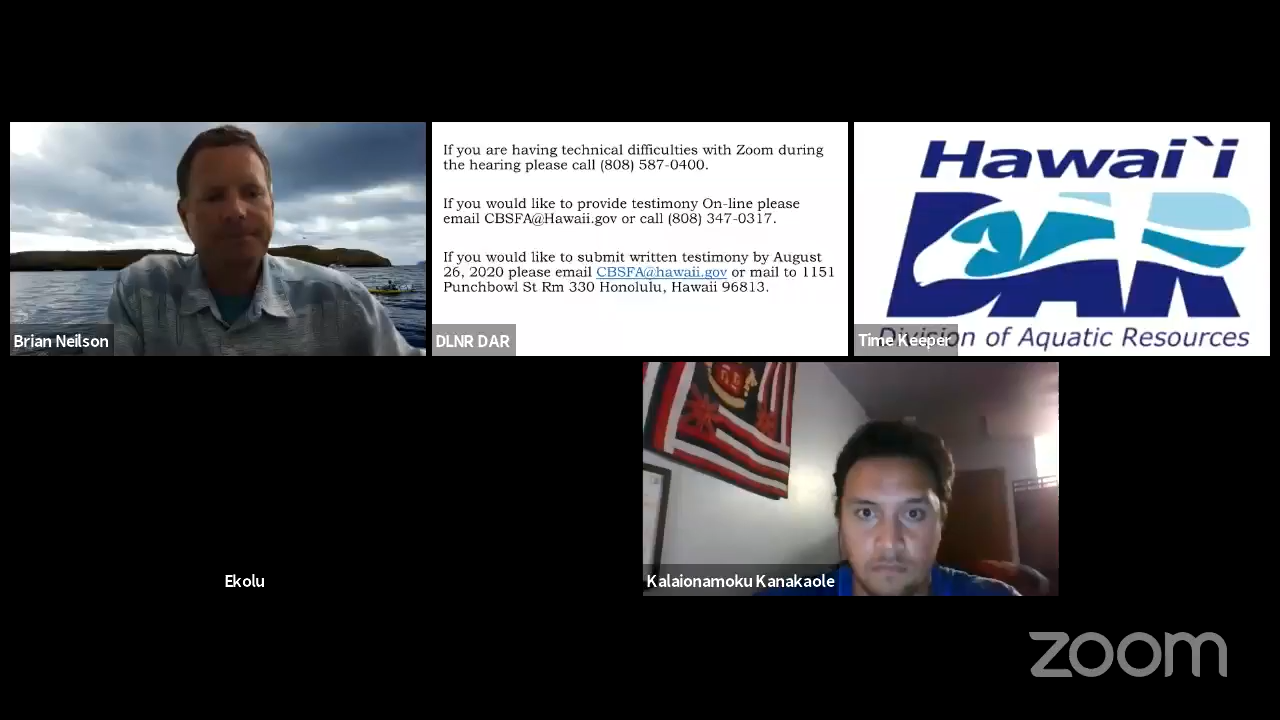 If you are having technical difficulties with Zoom during
the hearing please call (808) 587-0400.
If you would like to provide testimony On-line please
email CBSFA@Hawaii.gov or call (808) 347-0317.
If you would like to submit written testimony by August
26, 2020 please email CBSFA@hawaii.gov or mail to 1151
Punchbowl St Rm 330 Honolulu, Hawaii 96813.
Hawai`i
DAR
Division of Aquatic Resources
Brian Neilson
DLNR DAR
Time Keeper
Ekolu
Kalaionamoku Kanakaole
zoom